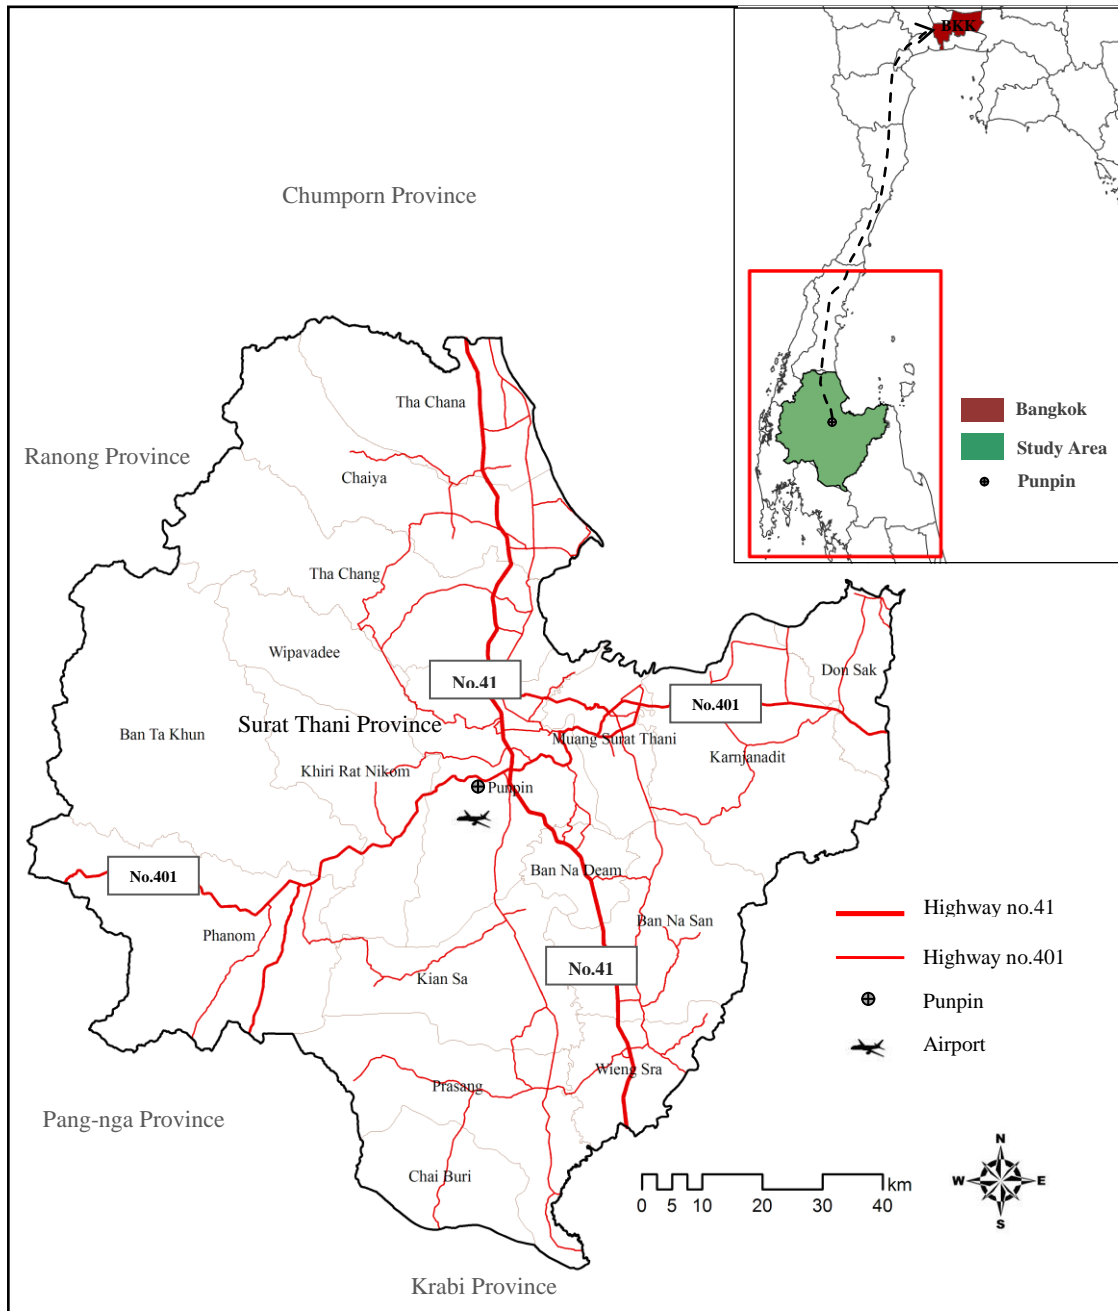 BKK
Chumporn Province
Tha Chana
Bangkok
Ranong Province
Study Area
Chaiya
Punpin
Tha Chang
Wipavadee
Don Sak
No.41
No.401
Surat Thani Province
Ban Ta Khun
Muang Surat Thani
Karnjanadit
Khiri Rat Nikom
Punpin
Ban Na Deam
No.401
Highway no.41
Ban Na San
Phanom
Highway no.401
No.41
Kian Sa
Punpin
Airport
Wieng Sra
Prasang
Pang-nga Province
N
Chai Buri
W
E
km
0 5 10 20 30 40
S
Krabi Province